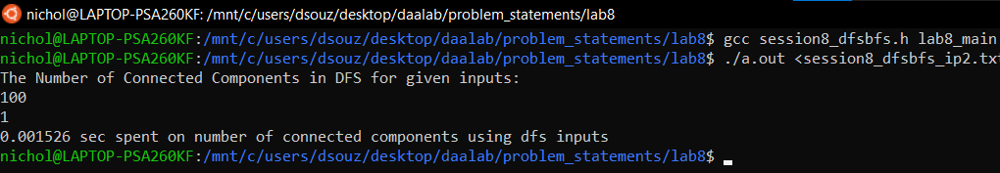 nichol@LAPTOP-PSA260KF: /mnt/c/users/dsouz/desktop/daalab/problem_statements/lab8
nichol@LAPTOP-PSA260KF:/mnt/c/users/dsouz/desktop/daalab/problem_statements/lab8$ gcc session8_dfsbfs.h lab8_main
nichol@LAPTOP-PSA260KF:/mnt/c/users/dsouz/desktop/daalab/problem_statements/lab8$ ./a.out <session8_dfsbfs_ip2.txt
The Number of Connected Components in DFS for given inputs:
100
1
0.001526 sec spent on number of connected components using dfs inputs
nichol@LAPTOP-PSA260KF:/mnt/c/users/dsouz/desktop/daalab/problem_statements/lab8$